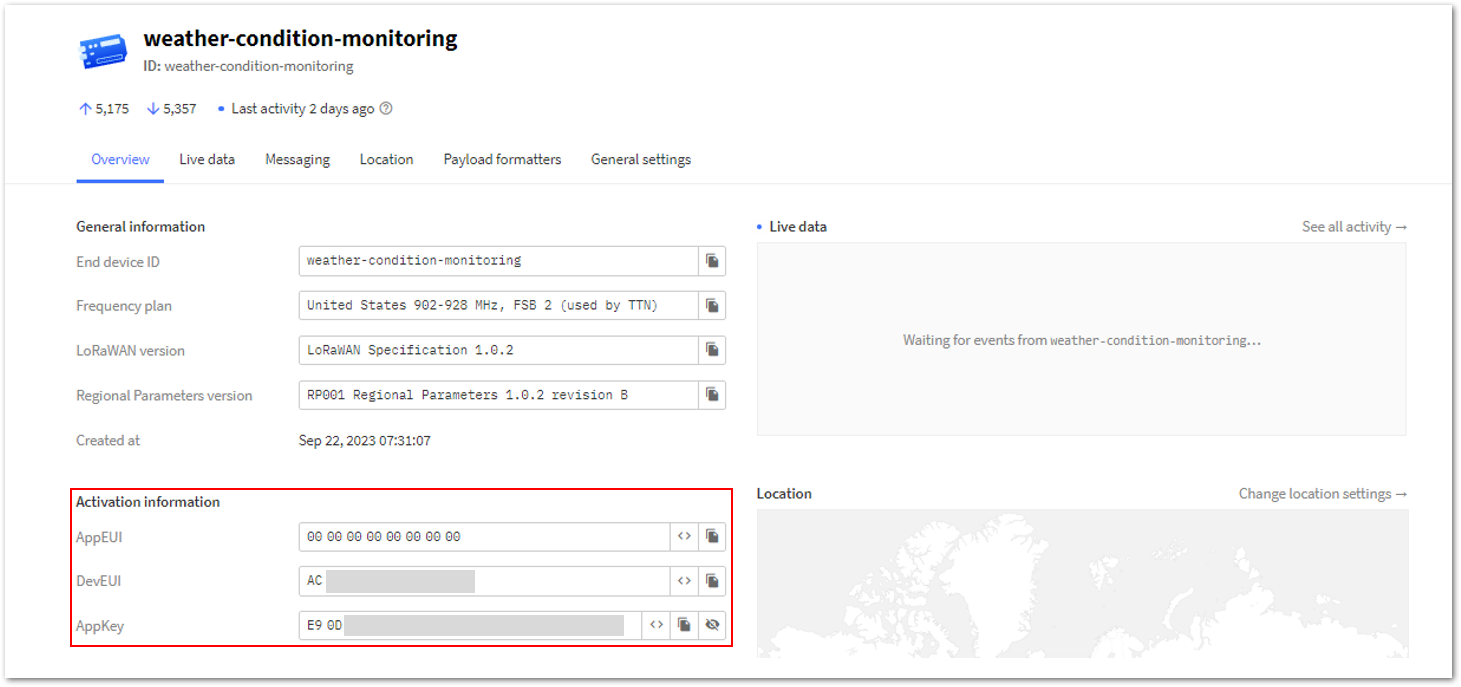 weather-condition-monitoring
ID: weather-condition-monitoring
5,175 5,357 Last activity 2 days ago
Overview Live data Messaging Location Payload formatters General settings
General information
End device ID weather-condition-monitoring
Frequency plan United States 902-928 MHz, FSB 2 (used by TTN)
LoRaWAN version LoRaWAN Specification 1.0.2
Regional Parameters version RP001 Regional Parameters 1.0.2 revision B
Created at Sep 22, 2023 07:31:07
Activation information
AppEUI 00 00 00 00 00 00 00 00
DevEUI AC
AppKey E9 0D
Live data See all activity →
Waiting for events from weather-condition-monitoring…
Location Change location settings →